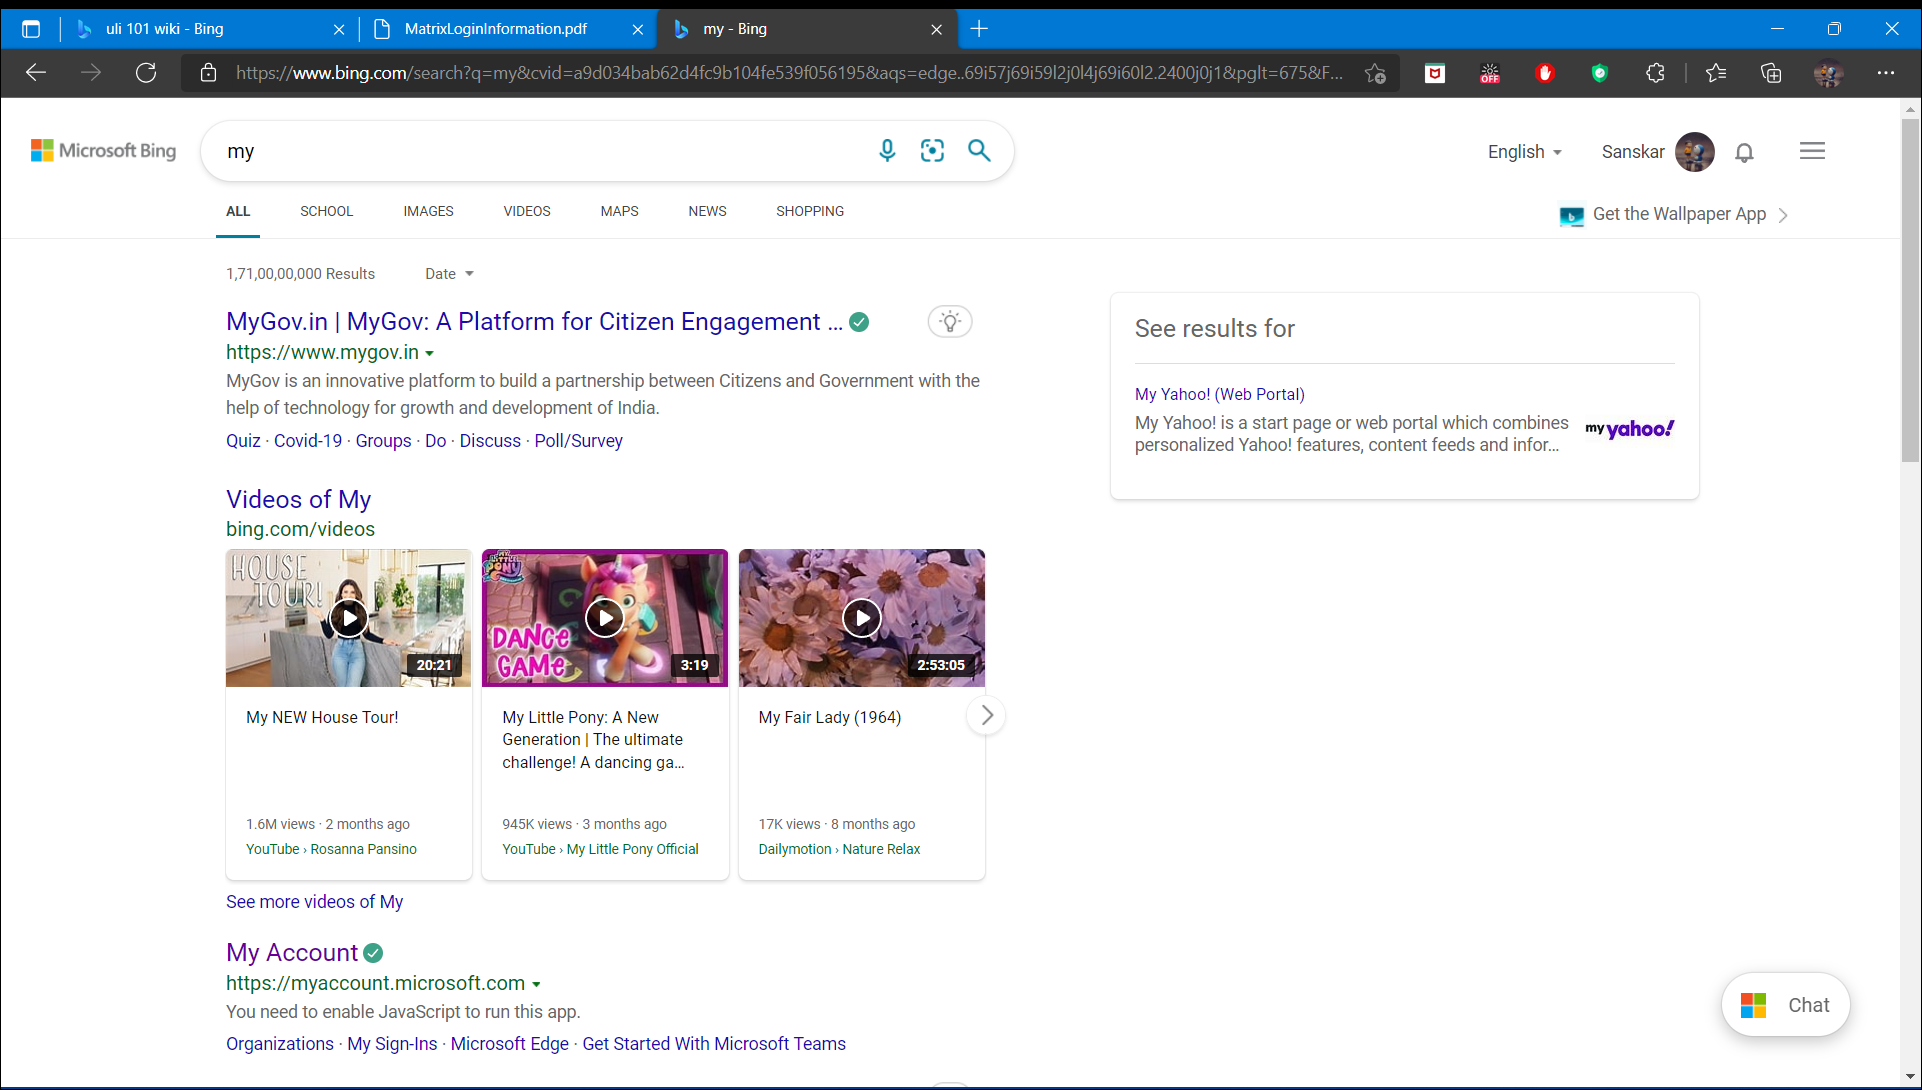 uli 101 wiki - Bing
MatrixLoginInformation.pdf
my - Bing
https://www.bing.com/search?q=my&cvid=a9d034bab62d4fc9b104fe539f056195&aqs=edge..69i57j69i59l2j0l4j69i60l2.2400j0j1&pglt=675&F...
OFF
Microsoft Bing
my
English
Sanskar
ALL SCHOOL IMAGES VIDEOS MAPS NEWS SHOPPING
Get the Wallpaper App
1,71,00,00,000 Results
Date
MyGov.in | MyGov: A Platform for Citizen Engagement ...
https://www.mygov.in
MyGov is an innovative platform to build a partnership between Citizens and Government with the
help of technology for growth and development of India.
Quiz · Covid-19 · Groups · Do · Discuss · Poll/Survey
See results for
My Yahoo! (Web Portal)
My Yahoo! is a start page or web portal which combines
personalized Yahoo! features, content feeds and infor...
my yahoo!
Videos of My
bing.com/videos
HOUSE
TOUR!
20:21
My NEW House Tour!
1.6M views · 2 months ago
YouTube › Rosanna Pansino
MY LITTLE
PONY
DANCE
GAME
3:19
My Little Pony: A New
Generation | The ultimate
challenge! A dancing ga...
945K views · 3 months ago
YouTube › My Little Pony Official
2:53:05
My Fair Lady (1964)
17K views · 8 months ago
Dailymotion › Nature Relax
See more videos of My
My Account
https://myaccount.microsoft.com
You need to enable JavaScript to run this app.
Organizations · My Sign-Ins · Microsoft Edge · Get Started With Microsoft Teams
Chat